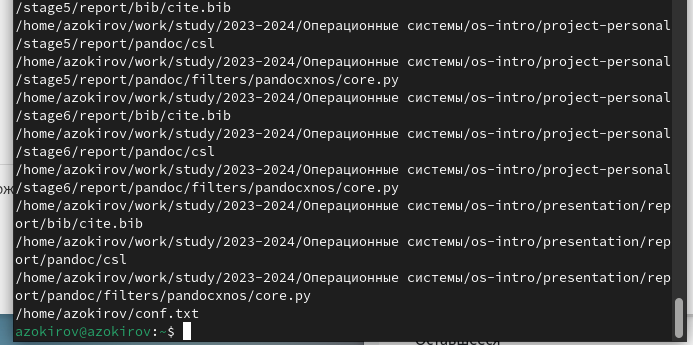 /stage5/report/bib/cite.bib
/home/azokirov/work/study/2023-2024/Операционные системы/os-intro/project-personal
/stage5/report/pandoc/csl
/home/azokirov/work/study/2023-2024/Операционные системы/os-intro/project-personal
/stage5/report/pandoc/filters/pandocxnos/core.py
/home/azokirov/work/study/2023-2024/Операционные системы/os-intro/project-personal
/stage6/report/bib/cite.bib
/home/azokirov/work/study/2023-2024/Операционные системы/os-intro/project-personal
/stage6/report/pandoc/csl
/home/azokirov/work/study/2023-2024/Операционные системы/os-intro/project-personal
/stage6/report/pandoc/filters/pandocxnos/core.py
/home/azokirov/work/study/2023-2024/Операционные системы/os-intro/presentation/rep
ort/bib/cite.bib
/home/azokirov/work/study/2023-2024/Операционные системы/os-intro/presentation/rep
ort/pandoc/csl
/home/azokirov/work/study/2023-2024/Операционные системы/os-intro/presentation/rep
ort/pandoc/filters/pandocxnos/core.py
/home/azokirov/conf.txt
azokirov@azokirov:~$